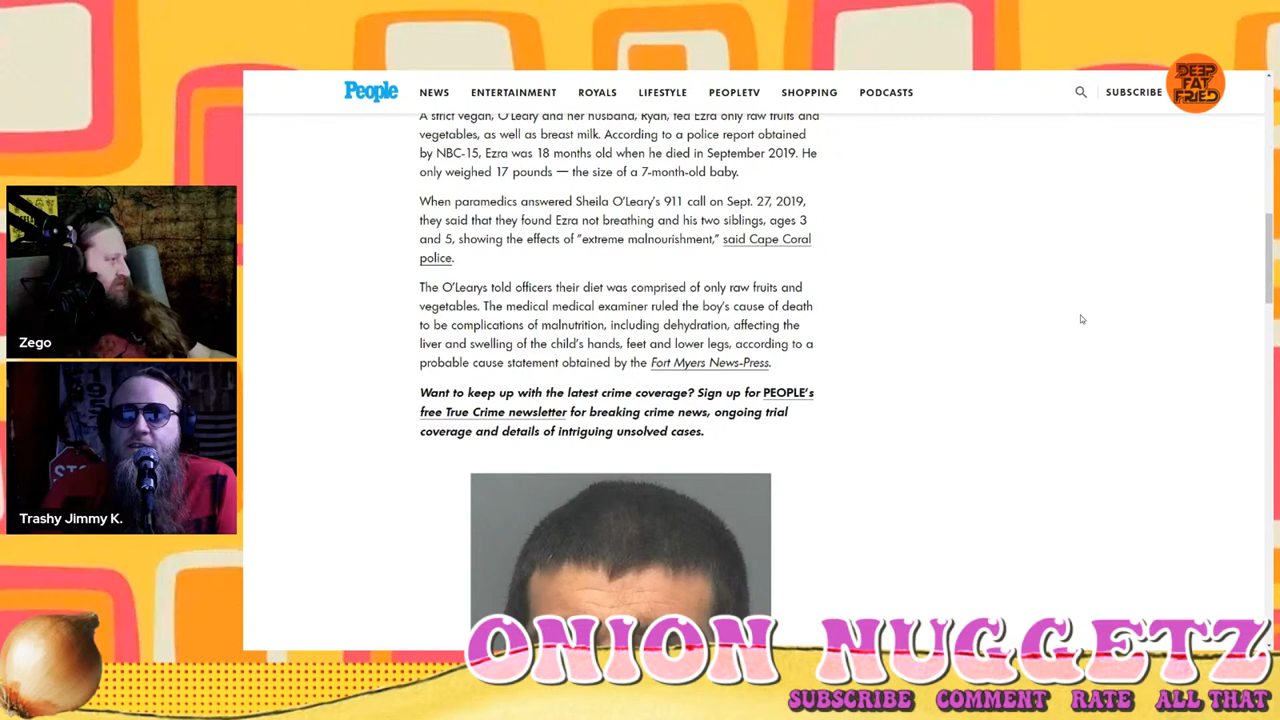 People
NEWS
ENTERTAINMENT
ROYALS
LIFESTYLE
PEOPLETV
SHOPPING
PODCASTS
SUBSCRIBE
DEEP
FAT
FRIED
A strict vegan, O'Leary and her husband, Ryan, fed Ezra only raw fruits and
vegetables, as well as breast milk. According to a police report obtained
by NBC-15, Ezra was 18 months old when he died in September 2019. He
only weighed 17 pounds — the size of a 7-month-old baby.
When paramedics answered Sheila O'Leary's 911 call on Sept. 27, 2019,
they said that they found Ezra not breathing and his two siblings, ages 3
and 5, showing the effects of "extreme malnourishment," said Cape Coral
police.
The O'Learys told officers their diet was comprised of only raw fruits and
vegetables. The medical medical examiner ruled the boy's cause of death
to be complications of malnutrition, including dehydration, affecting the
liver and swelling of the child's hands, feet and lower legs, according to a
probable cause statement obtained by the Fort Myers News-Press.
Want to keep up with the latest crime coverage? Sign up for PEOPLE's
free True Crime newsletter for breaking crime news, ongoing trial
coverage and details of intriguing unsolved cases.
Zego
STO
Trashy Jimmy K.
ONION NUGGETZ
SUBSCRIBE COMMENT RATE ALL THAT